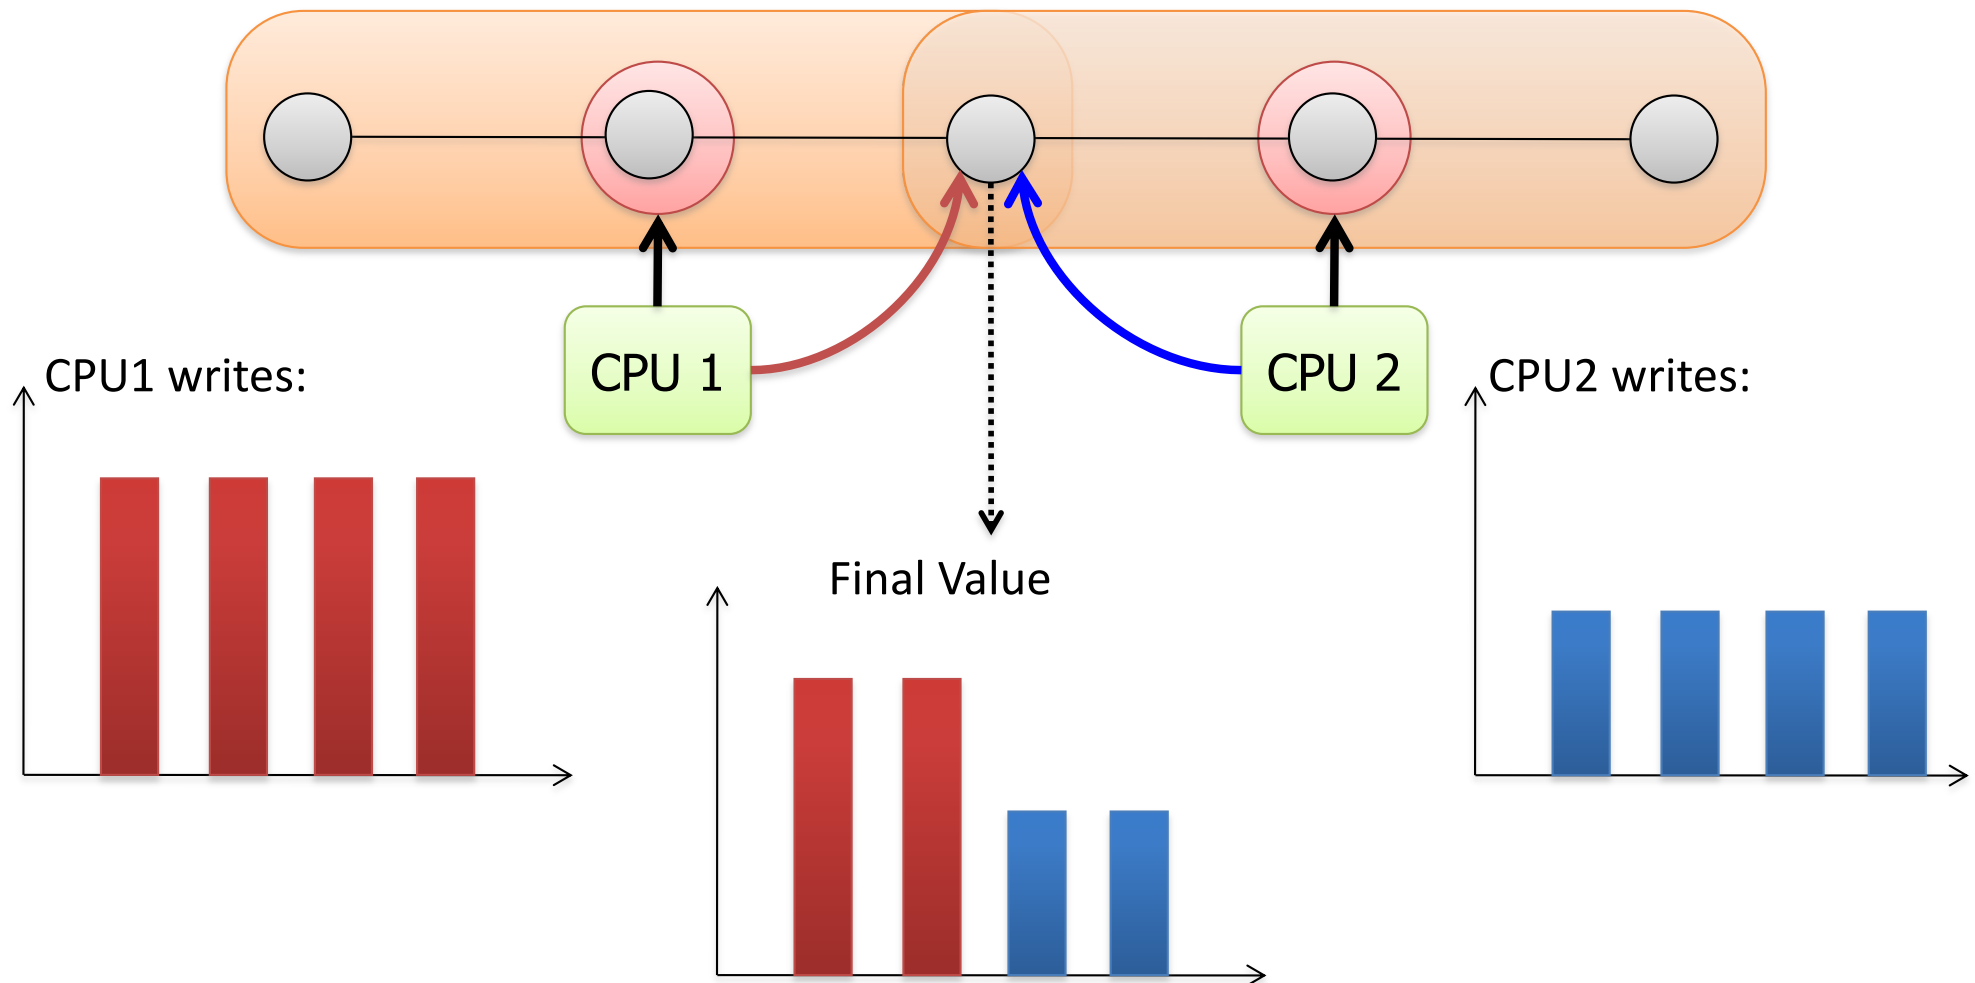 CPU 1
CPU 2
CPU1 writes:
CPU2 writes:
Final Value